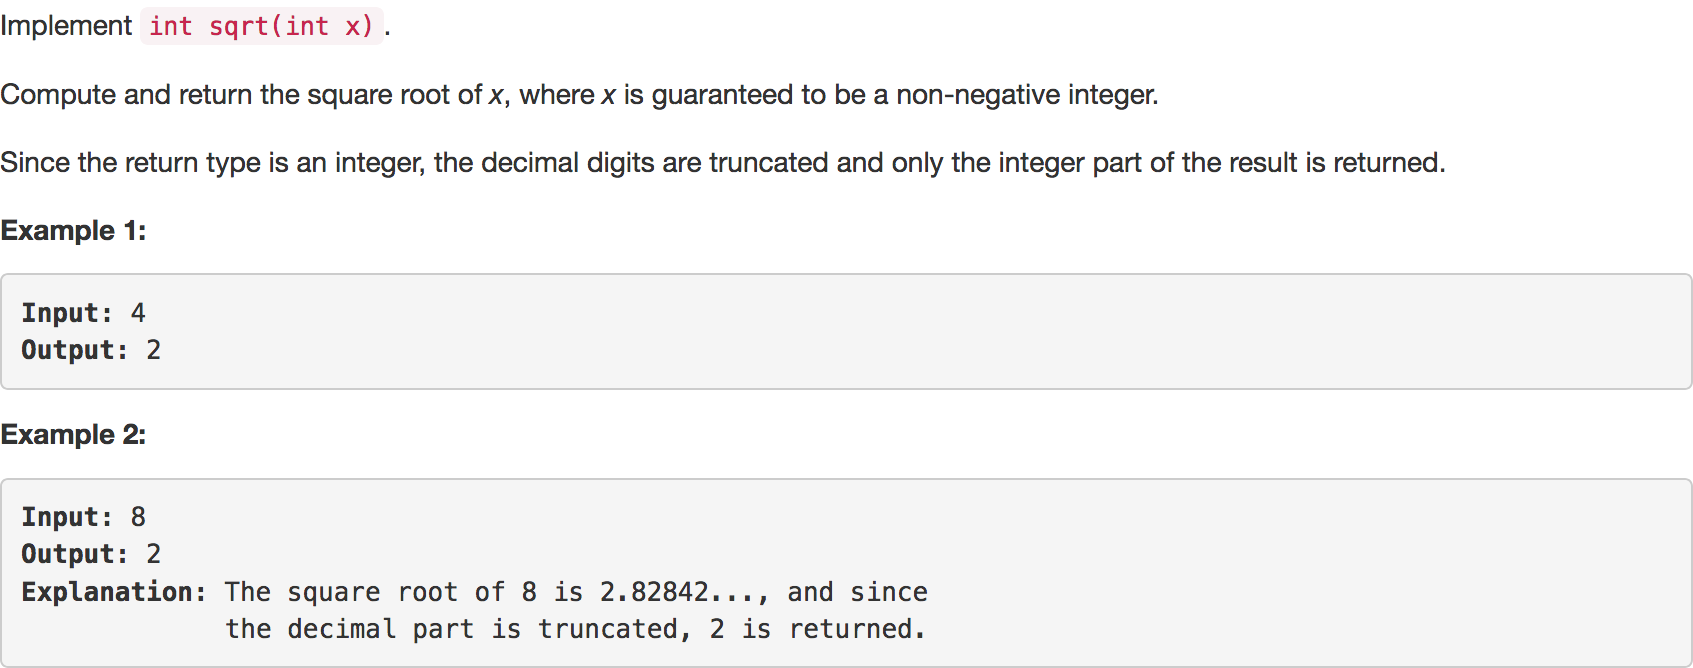 Implement int sqrt(int x).
Compute and return the square root of x, where x is guaranteed to be a non-negative integer.
Since the return type is an integer, the decimal digits are truncated and only the integer part of the result is returned.
Example 1:
Input: 4
Output: 2
Example 2:
Input: 8
Output: 2
Explanation: The square root of 8 is 2.82842..., and since
the decimal part is truncated, 2 is returned.